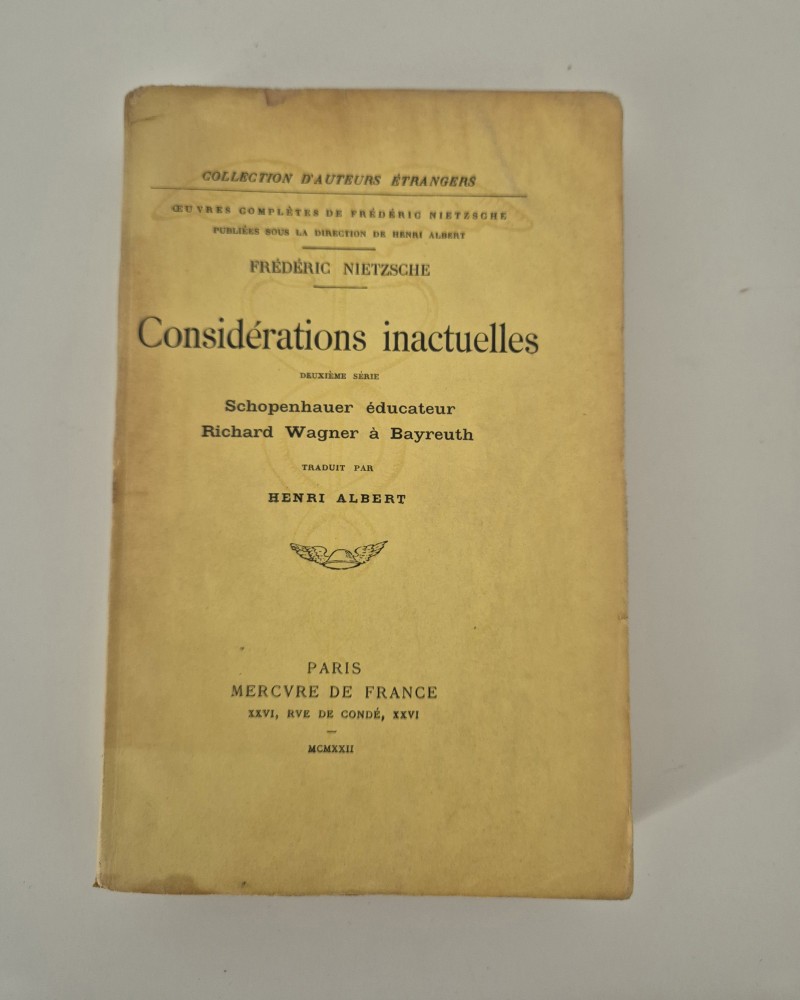 COLLECTION D'AUTEURS ÉTRANGERS
ŒUVRES COMPLÈTES DE FRÉDÉRIC NIETZSCHE
PUBLIÉES SOUS LA DIRECTION DE HENRI ALBERT
FRÉDÉRIC NIETZSCHE
Considérations inactuelles
DEUXIÈME SÉRIE
Schopenhauer éducateur
Richard Wagner à Bayreuth
TRADUIT PAR
HENRI ALBERT
PARIS
MERCVRE DE FRANCE
XXVI, RVE DE CONDÉ, XXVI
MCMXXII